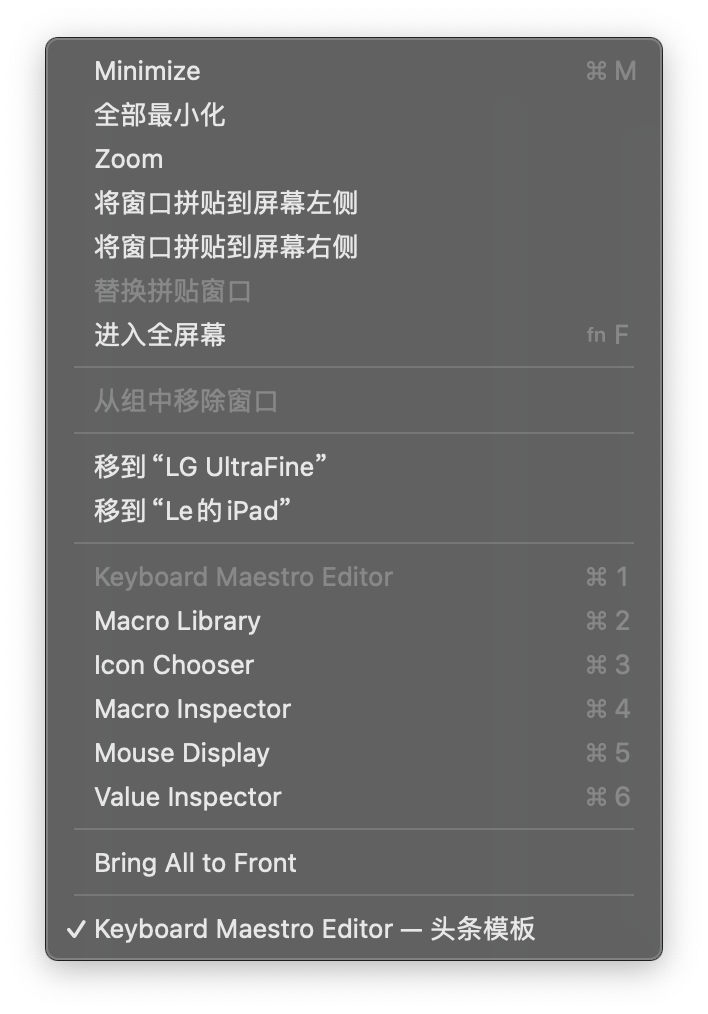 Minimize ⌘ M
全部最小化
Zoom
将窗口拼贴到屏幕左侧
将窗口拼贴到屏幕右侧
替换拼贴窗口
进入全屏幕 fn F
从组中移除窗口
移到“LG UltraFine”
移到“Le的iPad”
Keyboard Maestro Editor ⌘ 1
Macro Library ⌘ 2
Icon Chooser ⌘ 3
Macro Inspector ⌘ 4
Mouse Display ⌘ 5
Value Inspector ⌘ 6
Bring All to Front
✓ Keyboard Maestro Editor — 头条模板